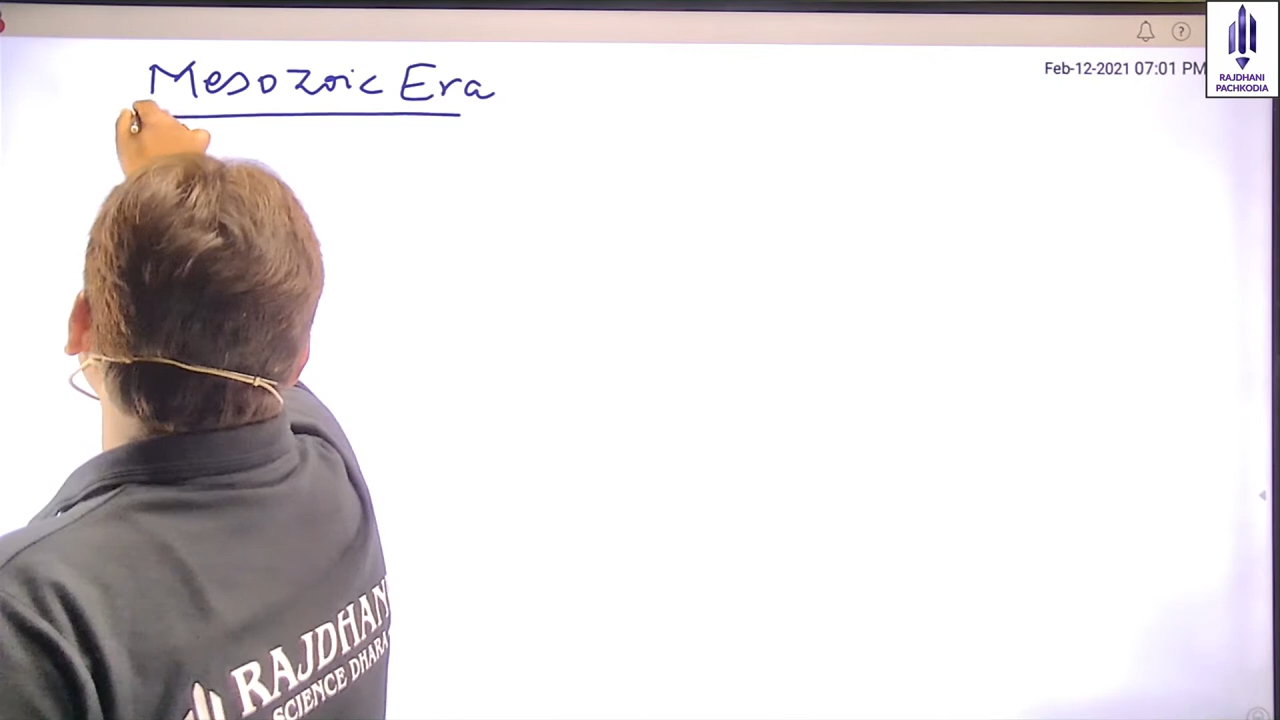 Mesozoic Era
Feb-12-2021 07:01 PM
RAJDHANI
PACHKODIA
RAJDHANI
SCIENCE DHARA